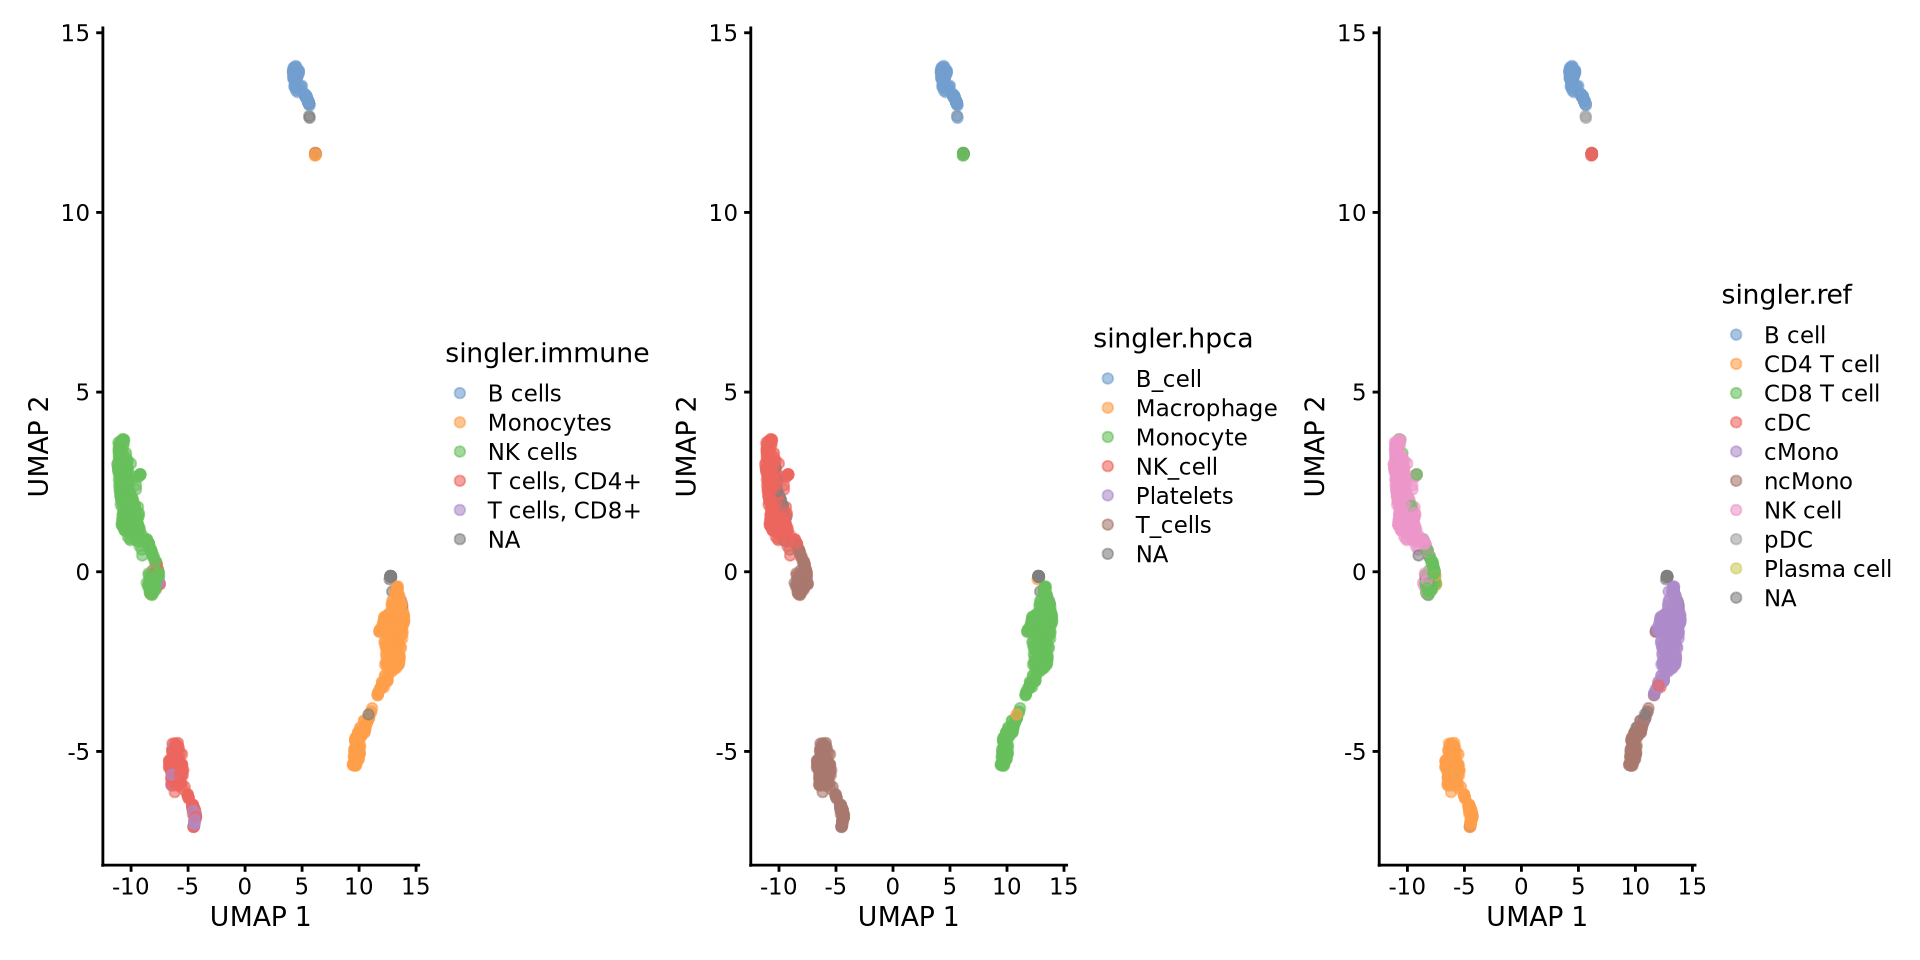 15
10
5
0
-5
-10
-5
0
5
10
15
UMAP 1
UMAP 2
singler.immune
B cells
Monocytes
NK cells
T cells, CD4+
T cells, CD8+
NA
15
10
5
0
-5
-10
-5
0
5
10
15
UMAP 1
UMAP 2
singler.hpca
B_cell
Macrophage
Monocyte
NK_cell
Platelets
T_cells
NA
15
10
5
0
-5
-10
-5
0
5
10
15
UMAP 1
UMAP 2
singler.ref
B cell
CD4 T cell
CD8 T cell
cDC
cMono
ncMono
NK cell
pDC
Plasma cell
NA